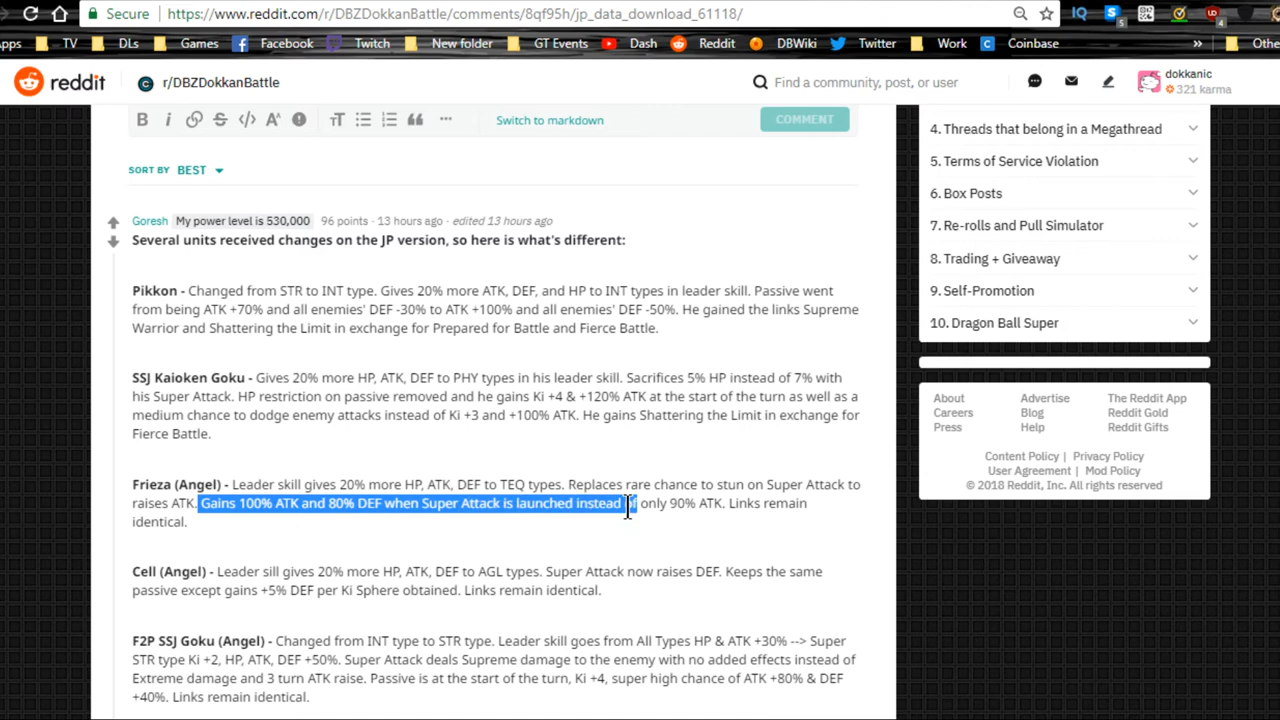 Secure https://www.reddit.com/r/DBZDokkanBattle/comments/8qf95h/jp_data_download_61118/
IQ
5
4
Apps TV DLs Games Facebook Twitch New folder GT Events Dash Reddit DBWiki Twitter Work Coinbase » Othe
reddit r/DBZDokkanBattle Find a community, post, or user dokkanic
321 karma
B i S </> A TT Switch to markdown COMMENT
SORT BY BEST
Goresh My power level is 530,000 96 points · 13 hours ago · edited 13 hours ago
Several units received changes on the JP version, so here is what's different:
Pikkon - Changed from STR to INT type. Gives 20% more ATK, DEF, and HP to INT types in leader skill. Passive went
from being ATK +70% and all enemies' DEF -30% to ATK +100% and all enemies' DEF -50%. He gained the links Supreme
Warrior and Shattering the Limit in exchange for Prepared for Battle and Fierce Battle.
SSJ Kaioken Goku - Gives 20% more HP, ATK, DEF to PHY types in his leader skill. Sacrifices 5% HP instead of 7% with
his Super Attack. HP restriction on passive removed and he gains Ki +4 & +120% ATK at the start of the turn as well as a
medium chance to dodge enemy attacks instead of Ki +3 and +100% ATK. He gains Shattering the Limit in exchange for
Fierce Battle.
Frieza (Angel) - Leader skill gives 20% more HP, ATK, DEF to TEQ types. Replaces rare chance to stun on Super Attack to
raises ATK. Gains 100% ATK and 80% DEF when Super Attack is launched instead of only 90% ATK. Links remain
identical.
Cell (Angel) - Leader sill gives 20% more HP, ATK, DEF to AGL types. Super Attack now raises DEF. Keeps the same
passive except gains +5% DEF per Ki Sphere obtained. Links remain identical.
F2P SSJ Goku (Angel) - Changed from INT type to STR type. Leader skill goes from All Types HP & ATK +30% --> Super
STR type Ki +2, HP, ATK, DEF +50%. Super Attack deals Supreme damage to the enemy with no added effects instead of
Extreme damage and 3 turn ATK raise. Passive is at the start of the turn, Ki +4, super high chance of ATK +80% & DEF
+40%. Links remain identical.
4. Threads that belong in a Megathread
5. Terms of Service Violation
6. Box Posts
7. Re-rolls and Pull Simulator
8. Trading + Giveaway
9. Self-Promotion
10. Dragon Ball Super
About Advertise The Reddit App
Careers Blog Reddit Gold
Press Help Reddit Gifts
Content Policy | Privacy Policy
User Agreement | Mod Policy
© 2018 Reddit, Inc. All rights reserved